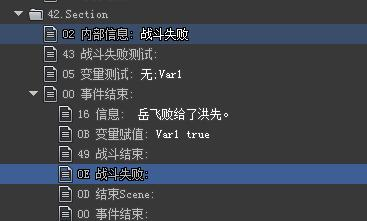 42.Section
02 内部信息: 战斗失败
43 战斗失败测试:
05 变量测试: 无;Var1
00 事件结束:
16 信息: 岳飞败给了洪先。
0B 变量赋值: Var1 true
49 战斗结束:
0E 战斗失败:
0D 结束Scene:
00 事件结束: